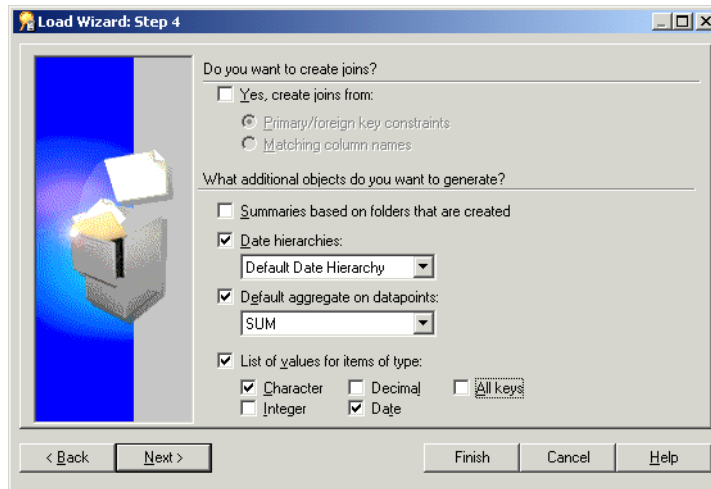 Load Wizard: Step 4
Do you want to create joins?
Yes, create joins from:
Primary/foreign key constraints
Matching column names
What additional objects do you want to generate?
Summaries based on folders that are created
Date hierarchies:
Default Date Hierarchy
Default aggregate on datapoints:
SUM
List of values for items of type:
Character Decimal All keys
Integer Date
< Back Next > Finish Cancel Help